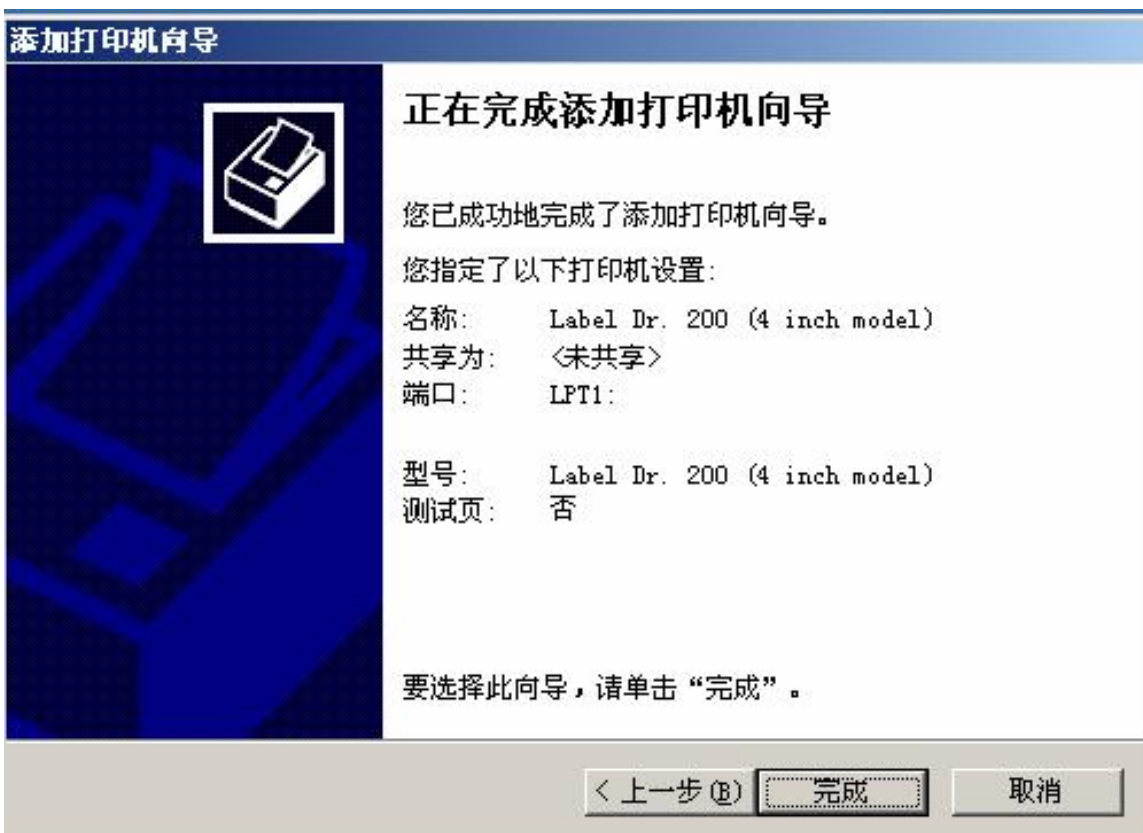 添加打印机向导
正在完成添加打印机向导
您已成功地完成了添加打印机向导。
您指定了以下打印机设置:
名称: Label Dr. 200 (4 inch model)
共享为: <未共享>
端口: LPT1:
型号: Label Dr. 200 (4 inch model)
测试页: 否
要选择此向导，请单击“完成”。
< 上一步(B) 完成 取消